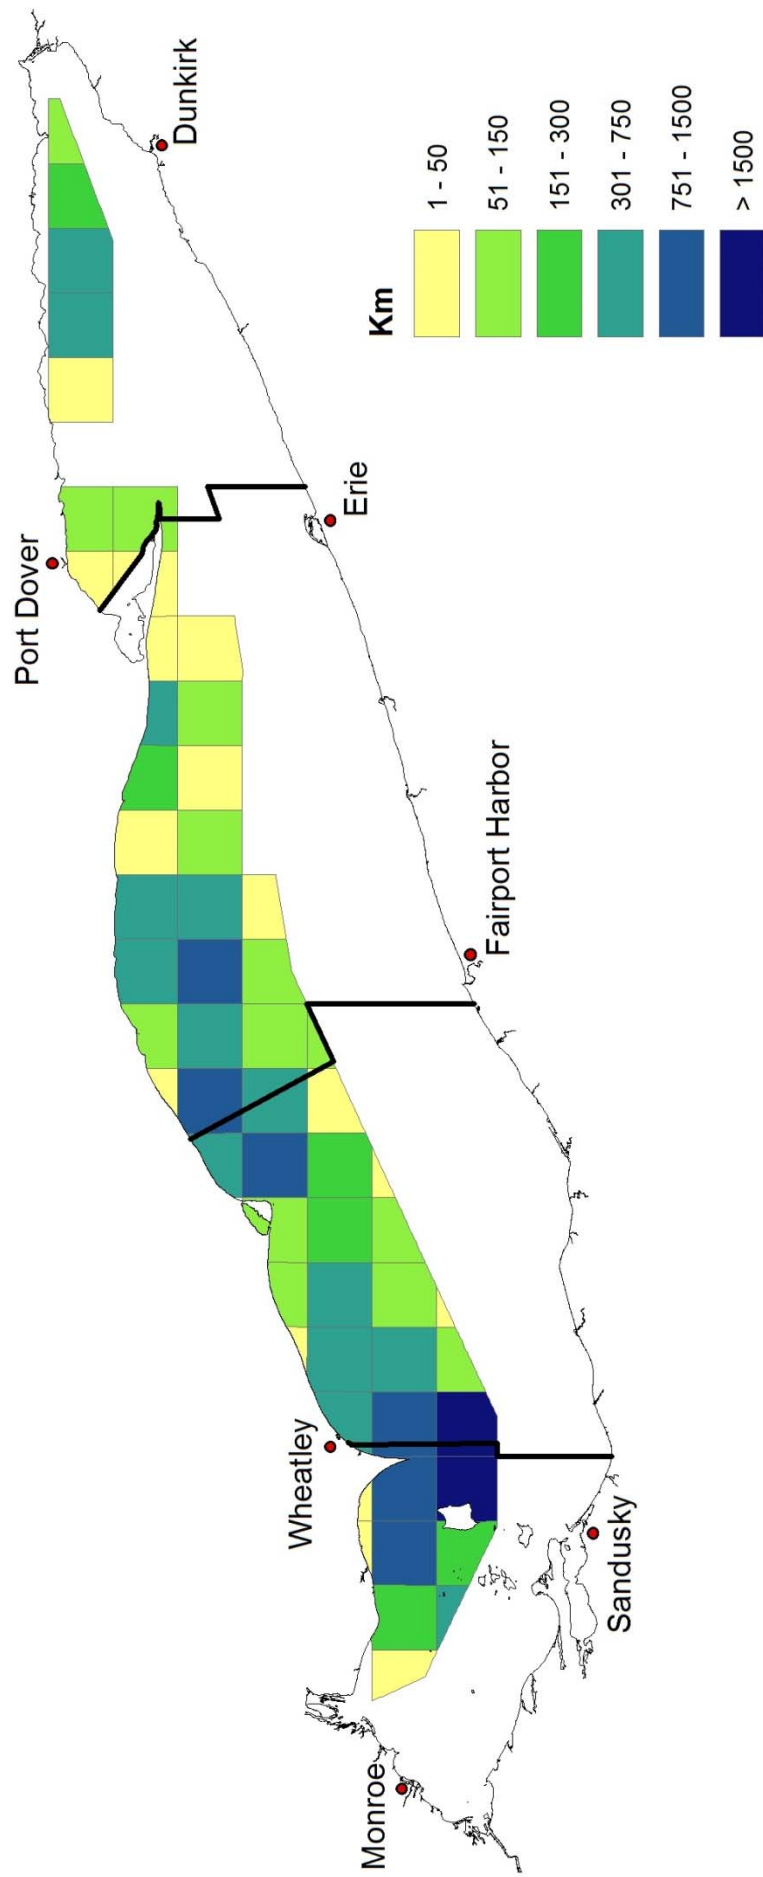 Port Dover
Dunkirk
Erie
Wheatley
Fairport Harbor
Monroe
Sandusky
Km
1 - 50
51 - 150
151 - 300
301 - 750
751 - 1500
> 1500